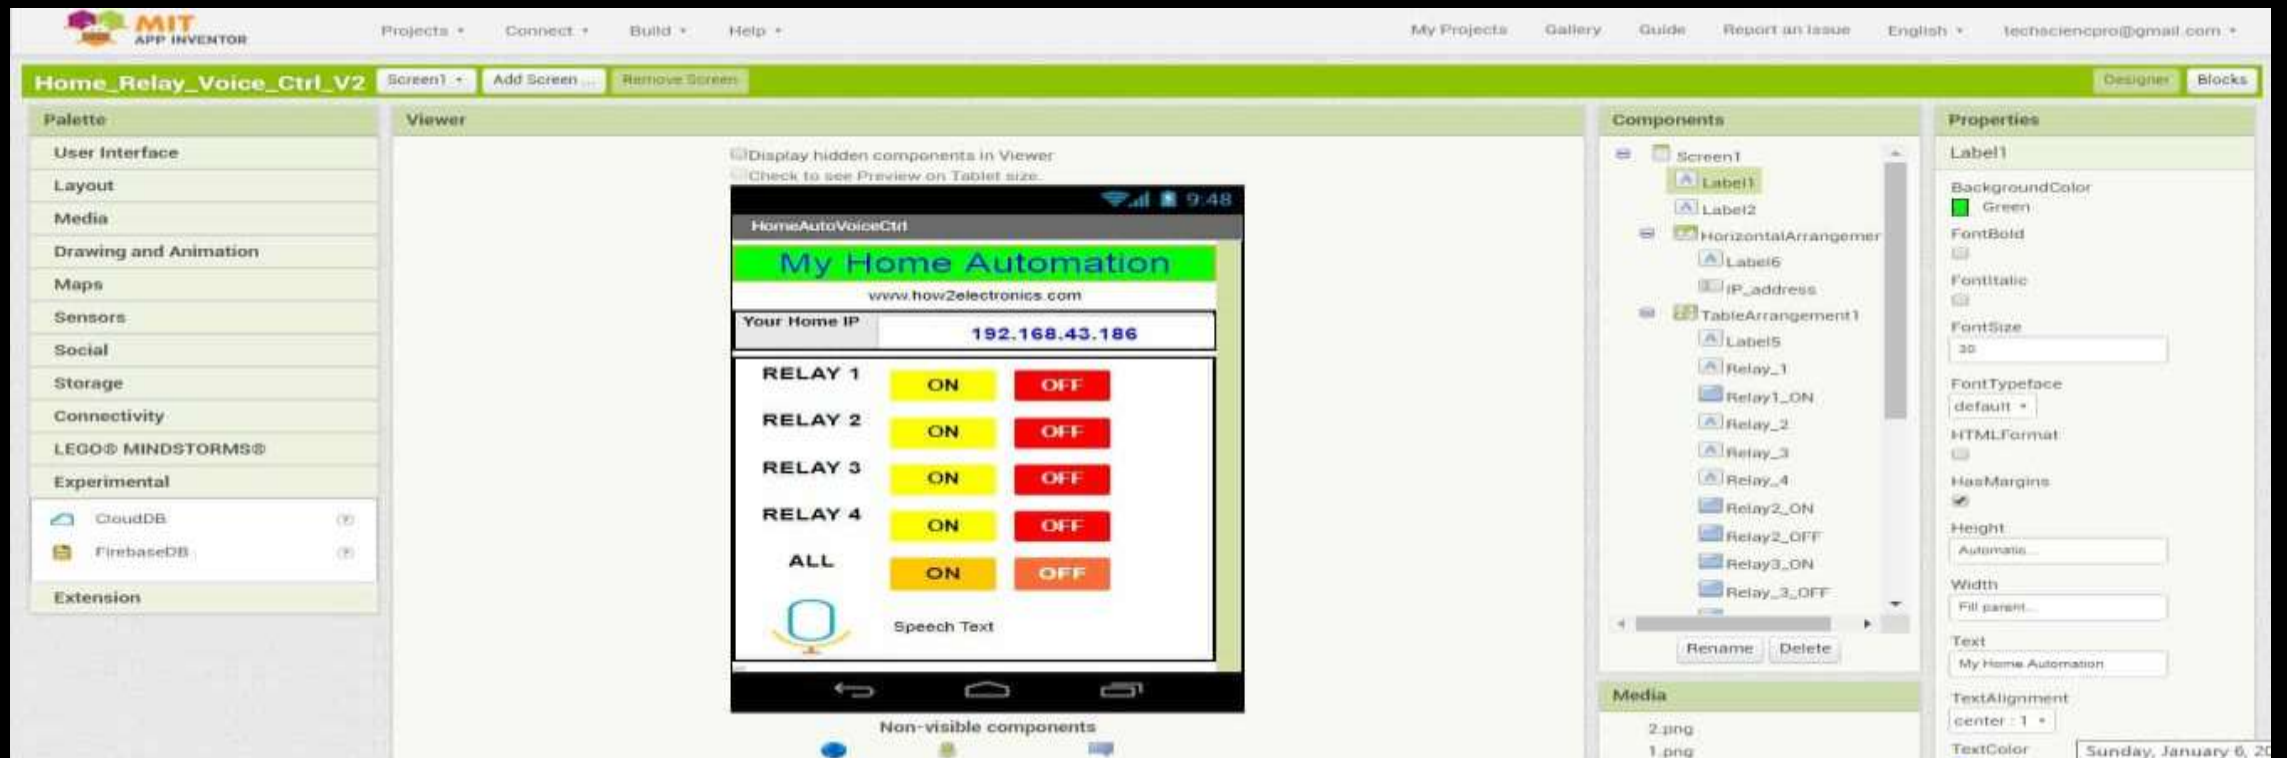 MIT
APP INVENTOR
Projects Connect Build Help My Projects Gallery Guide Report an Issue English techsciencpro@gmail.com
Home_Relay_Voice_Ctrl_V2 Screen1 Add Screen ... Remove Screen Designer Blocks
Palette
User Interface
Layout
Media
Drawing and Animation
Maps
Sensors
Social
Storage
Connectivity
LEGO® MINDSTORMS®
Experimental
CloudDB
FirebaseDB
Extension
Viewer
Display hidden components in Viewer
Check to see Preview on Tablet size.
9:48
HomeAutoVoiceCtrl
My Home Automation
www.how2electronics.com
Your Home IP 192.168.43.186
RELAY 1 ON OFF
RELAY 2 ON OFF
RELAY 3 ON OFF
RELAY 4 ON OFF
ALL ON OFF
Speech Text
Non-visible components
Components
Screen1
Label1
Label2
HorizontalArrangemer
Label6
IP_address
TableArrangement1
Label5
Relay_1
Relay1_ON
Relay_2
Relay_3
Relay_4
Relay2_ON
Relay2_OFF
Relay3_ON
Relay_3_OFF
Rename Delete
Media
2.png
1.png
Properties
Label1
BackgroundColor
Green
FontBold
FontItalic
FontSize
30
FontTypeface
default
HTMLFormat
HasMargins
Height
Automatic...
Width
Fill parent...
Text
My Home Automation
TextAlignment
center : 1
TextColor
Sunday, January 6, 20